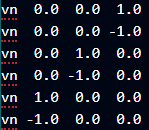 vn  0.0  0.0  1.0
vn  0.0  0.0 -1.0
vn  0.0  1.0  0.0
vn  0.0 -1.0  0.0
vn  1.0  0.0  0.0
vn -1.0  0.0  0.0